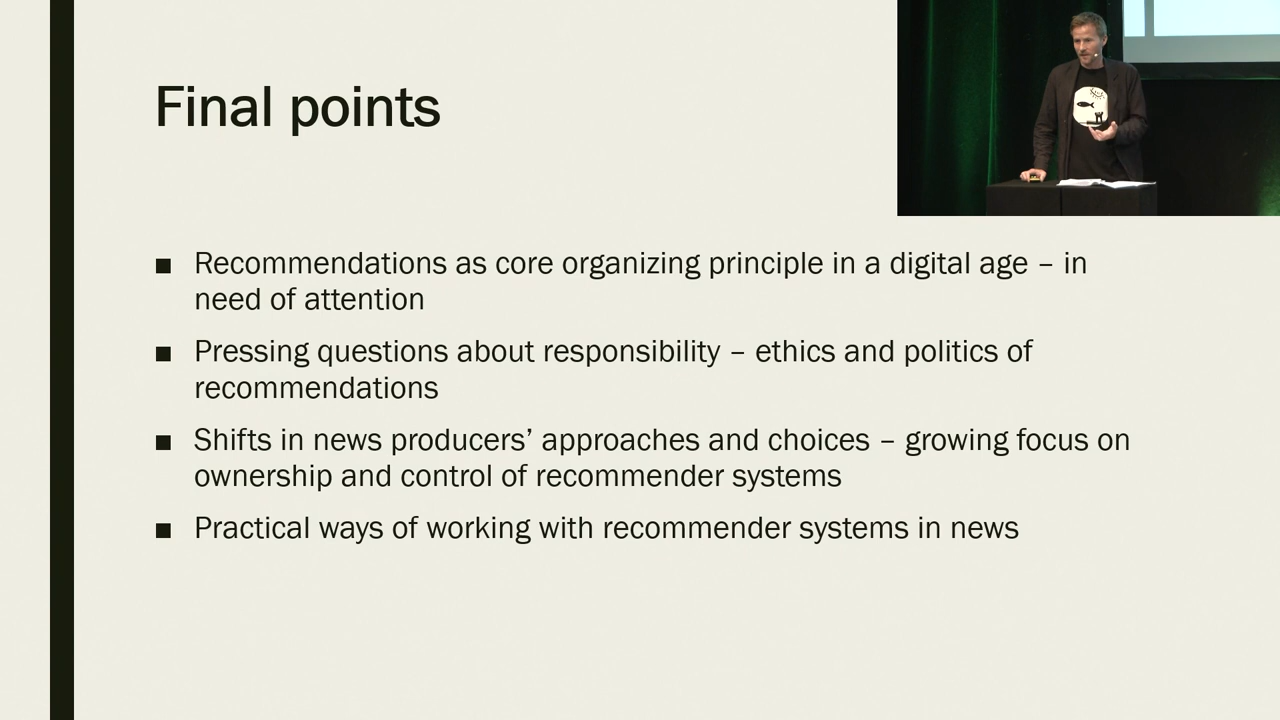 Final points
■ Recommendations as core organizing principle in a digital age – in
need of attention
■ Pressing questions about responsibility – ethics and politics of
recommendations
■ Shifts in news producers’ approaches and choices – growing focus on
ownership and control of recommender systems
■ Practical ways of working with recommender systems in news